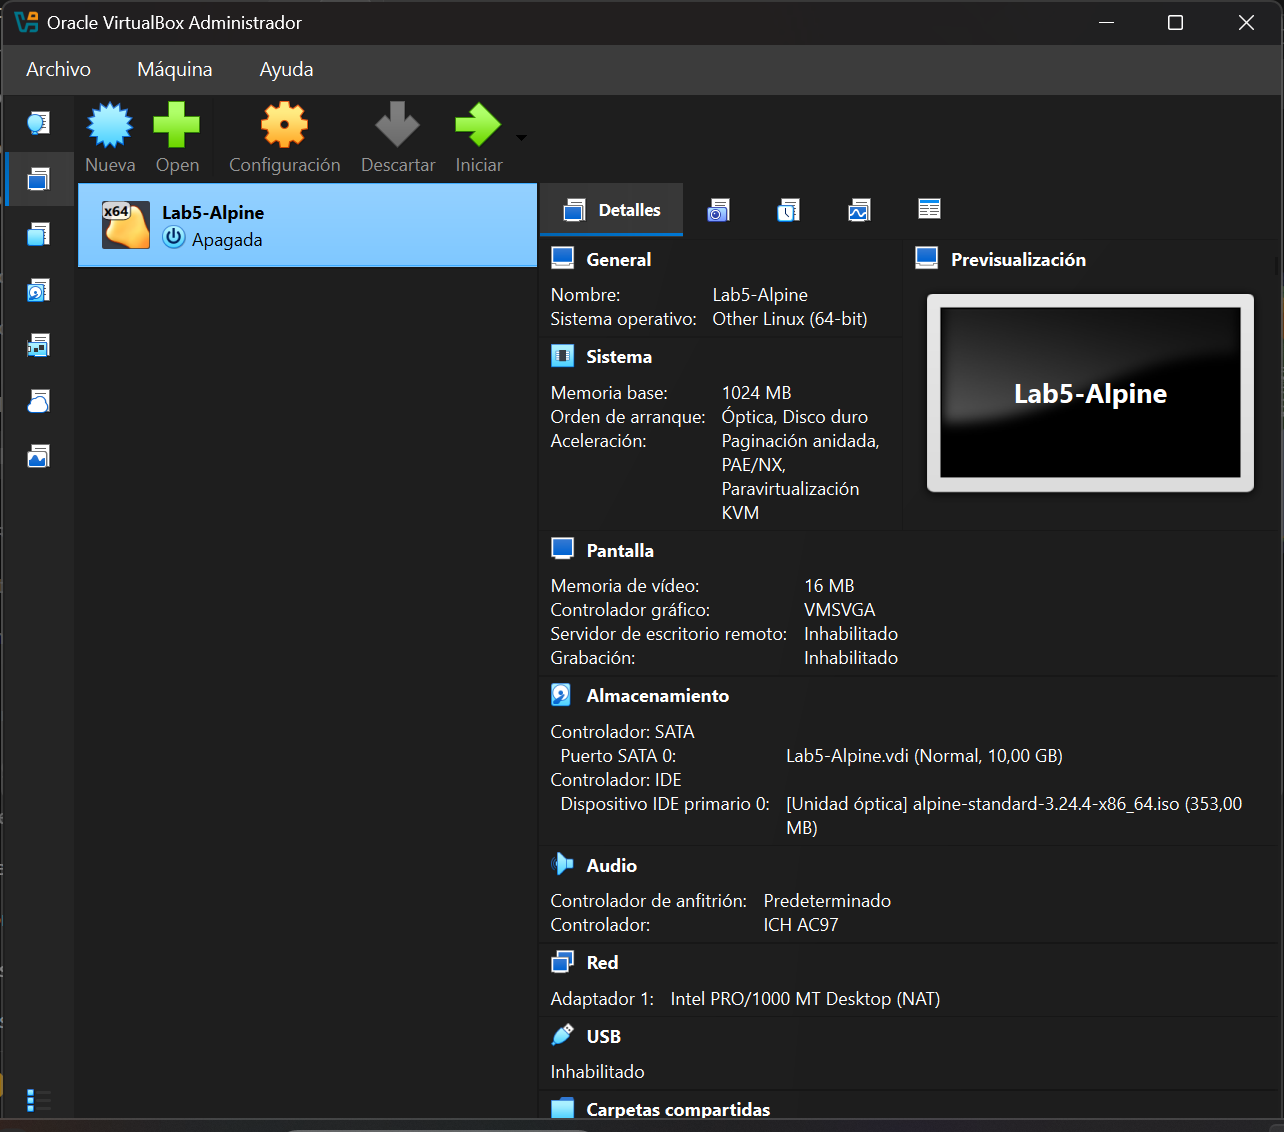 Oracle VirtualBox Administrador
Archivo Máquina Ayuda
Nueva Open Configuración Descartar Iniciar
x64
Lab5-Alpine
Apagada
Detalles
General
Nombre: Lab5-Alpine
Sistema operativo: Other Linux (64-bit)
Previsualización
Lab5-Alpine
Sistema
Memoria base: 1024 MB
Orden de arranque: Óptica, Disco duro
Aceleración: Paginación anidada,
PAE/NX,
Paravirtualización
KVM
Pantalla
Memoria de vídeo: 16 MB
Controlador gráfico: VMSVGA
Servidor de escritorio remoto: Inhabilitado
Grabación: Inhabilitado
Almacenamiento
Controlador: SATA
Puerto SATA 0: Lab5-Alpine.vdi (Normal, 10,00 GB)
Controlador: IDE
Dispositivo IDE primario 0: [Unidad óptica] alpine-standard-3.24.4-x86_64.iso (353,00
MB)
Audio
Controlador de anfitrión: Predeterminado
Controlador: ICH AC97
Red
Adaptador 1: Intel PRO/1000 MT Desktop (NAT)
USB
Inhabilitado
Carpetas compartidas